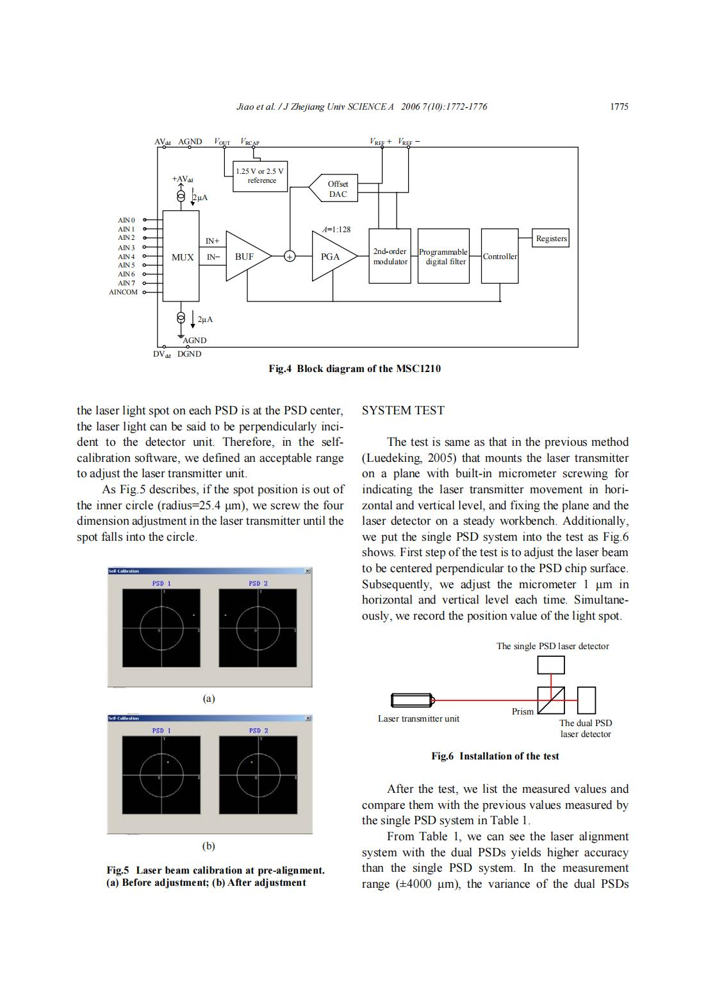 Jiao et al. / J Zhejiang Univ SCIENCE A   2006 7(10):1772-1776
1775
AVdd AGND VOUT VRCAP VREF + VREF −
1.25 V or 2.5 V
reference
+AVdd
2μA
Offset
DAC
AIN 0
AIN 1
AIN 2
AIN 3
AIN 4
AIN 5
AIN 6
AIN 7
AINCOM
MUX
IN+
IN−
BUF
+
A=1:128
PGA
2nd-order
modulator
Programmable
digital filter
Controller
Registers
2μA
AGND
DVdd DGND
Fig.4 Block diagram of the MSC1210
the laser light spot on each PSD is at the PSD center,
the laser light can be said to be perpendicularly inci-
dent to the detector unit. Therefore, in the self-
calibration software, we defined an acceptable range
to adjust the laser transmitter unit.
As Fig.5 describes, if the spot position is out of
the inner circle (radius=25.4 μm), we screw the four
dimension adjustment in the laser transmitter until the
spot falls into the circle.
Self-Calibration
PSD 1
PSD 2
Y
0
X
Y
0
X
(a)
Self-Calibration
PSD 1
PSD 2
Y
0
X
Y
0
X
(b)
Fig.5 Laser beam calibration at pre-alignment.
(a) Before adjustment; (b) After adjustment
SYSTEM TEST
The test is same as that in the previous method
(Luedeking, 2005) that mounts the laser transmitter
on a plane with built-in micrometer screwing for
indicating the laser transmitter movement in hori-
zontal and vertical level, and fixing the plane and the
laser detector on a steady workbench. Additionally,
we put the single PSD system into the test as Fig.6
shows. First step of the test is to adjust the laser beam
to be centered perpendicular to the PSD chip surface.
Subsequently, we adjust the micrometer 1 μm in
horizontal and vertical level each time. Simultane-
ously, we record the position value of the light spot.
The single PSD laser detector
Laser transmitter unit
Prism
The dual PSD
laser detector
Fig.6 Installation of the test
After the test, we list the measured values and
compare them with the previous values measured by
the single PSD system in Table 1.
From Table 1, we can see the laser alignment
system with the dual PSDs yields higher accuracy
than the single PSD system. In the measurement
range (±4000 μm), the variance of the dual PSDs